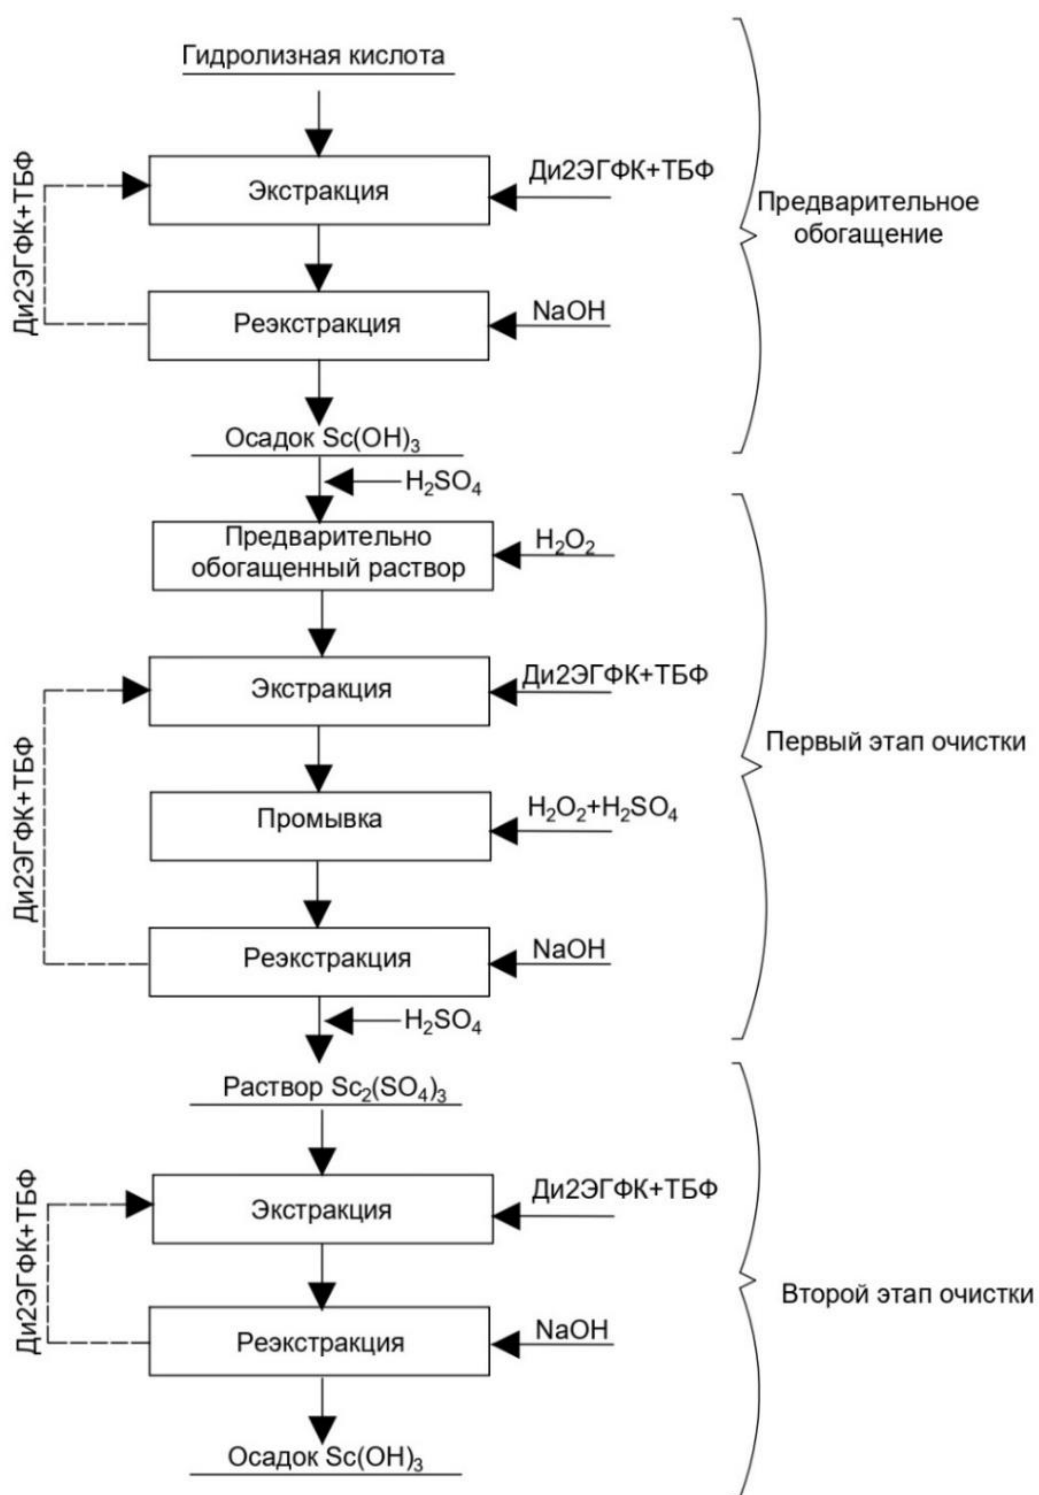 Гидролизная кислота
Ди2ЭГФК+ТБФ
Экстракция
Ди2ЭГФК+ТБФ
Предварительное
обогащение
Реэкстракция
NaOH
Осадок Sc(OH)₃
H₂SO₄
Предварительно
обогащенный раствор
H₂O₂
Экстракция
Ди2ЭГФК+ТБФ
Ди2ЭГФК+ТБФ
Первый этап очистки
Промывка
H₂O₂+H₂SO₄
Реэкстракция
NaOH
H₂SO₄
Раствор Sc₂(SO₄)₃
Ди2ЭГФК+ТБФ
Экстракция
Ди2ЭГФК+ТБФ
Второй этап очистки
Реэкстракция
NaOH
Осадок Sc(OH)₃